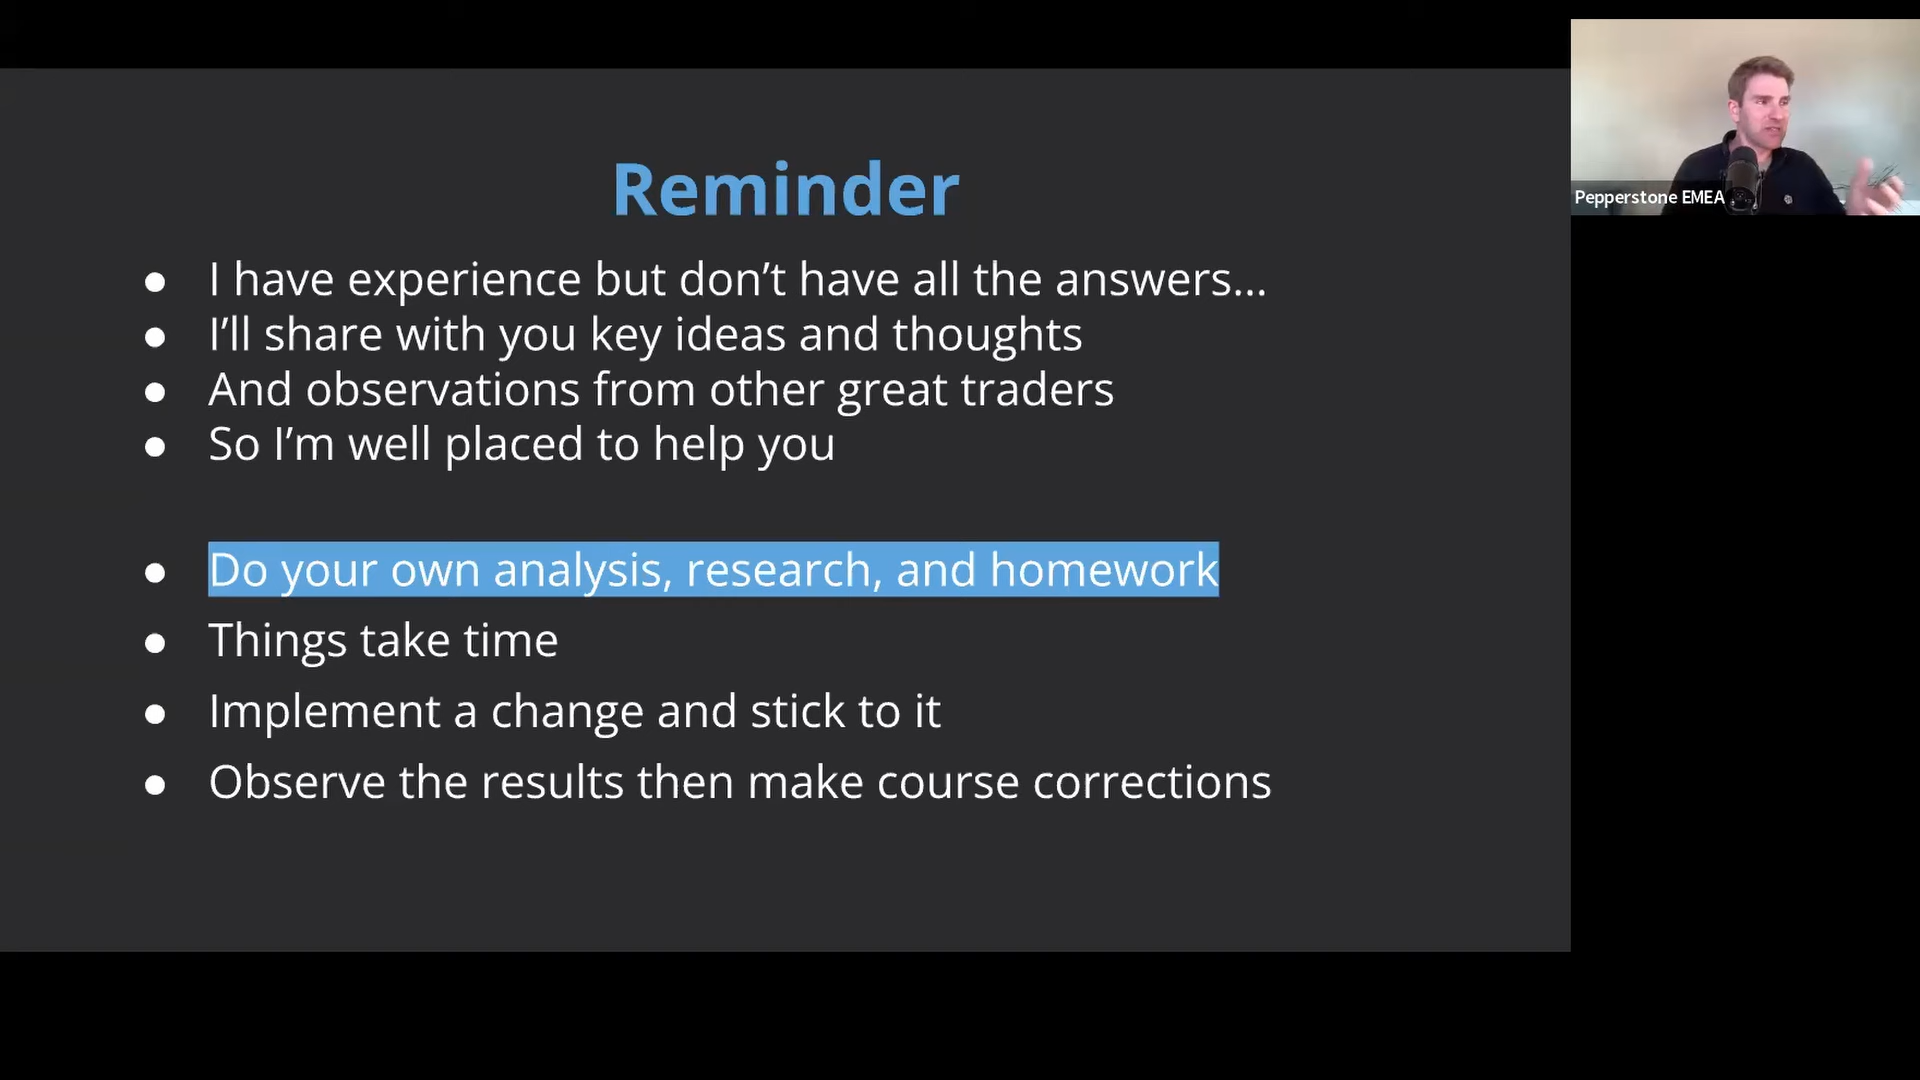 Reminder
● I have experience but don’t have all the answers...
● I’ll share with you key ideas and thoughts
● And observations from other great traders
● So I’m well placed to help you
● Do your own analysis, research, and homework
● Things take time
● Implement a change and stick to it
● Observe the results then make course corrections
Pepperstone EMEA